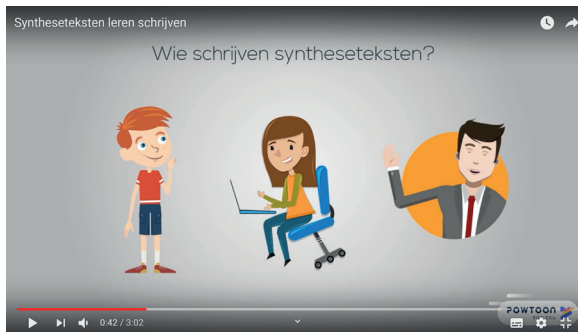 Syntheseteksten leren schrijven
Wie schrijven syntheseteksten?
0:42 / 3:02
POWTOON